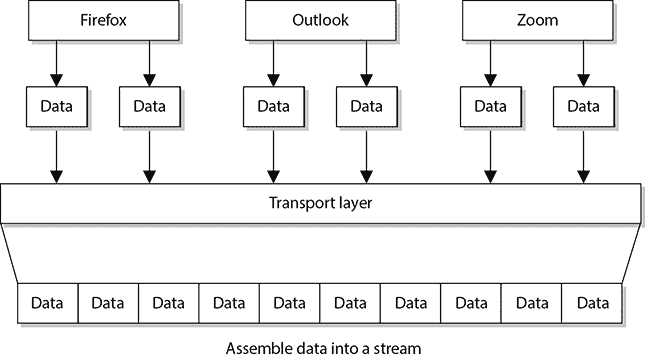 Firefox Outlook Zoom
Data Data Data Data Data Data
Transport layer
Data Data Data Data Data Data Data Data Data Data
Assemble data into a stream